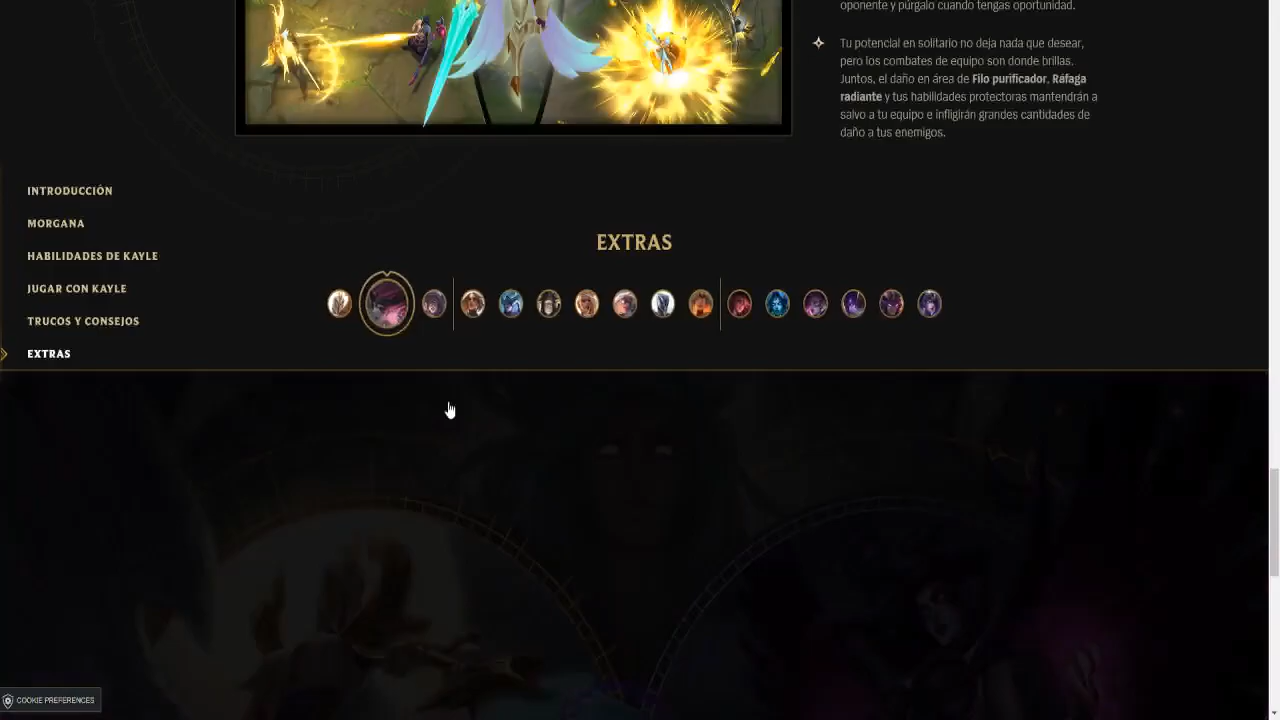 oponente y púrgalo cuando tengas oportunidad.
Tu potencial en solitario no deja nada que desear,
pero los combates de equipo son donde brillas.
Juntos, el daño en área de Filo purificador, Ráfaga
radiante y tus habilidades protectoras mantendrán a
salvo a tu equipo e infligirán grandes cantidades de
daño a tus enemigos.
INTRODUCCIÓN
MORGANA
HABILIDADES DE KAYLE
JUGAR CON KAYLE
TRUCOS Y CONSEJOS
EXTRAS
EXTRAS
COOKIE PREFERENCES